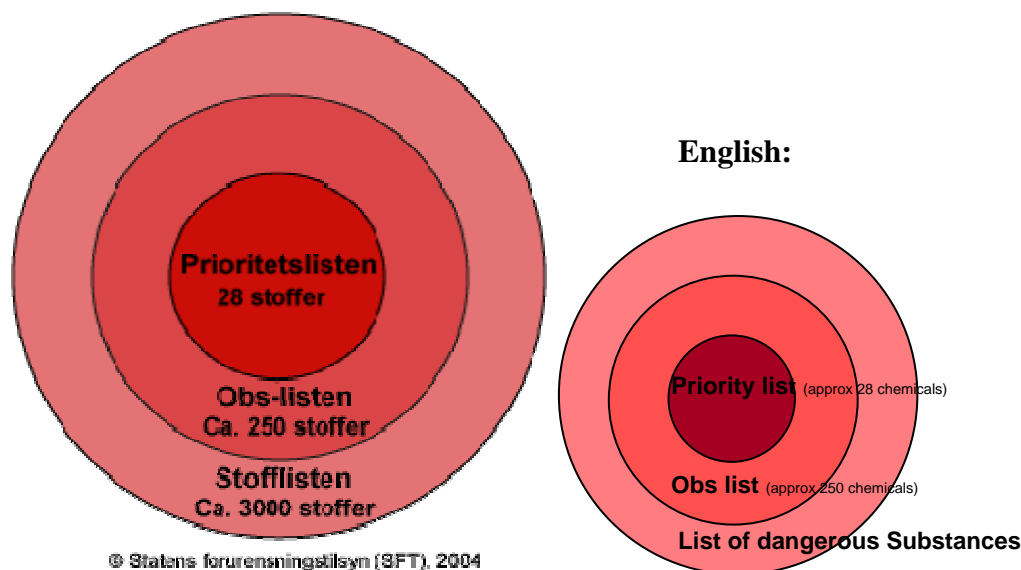 Prioritetslisten
28 stoffer
Obs-listen
Ca. 250 stoffer
Stofflisten
Ca. 3000 stoffer
© Statens forurensningstilsyn (SFT), 2004
English:
Priority list (approx 28 chemicals)
Obs list (approx 250 chemicals)
List of dangerous Substances